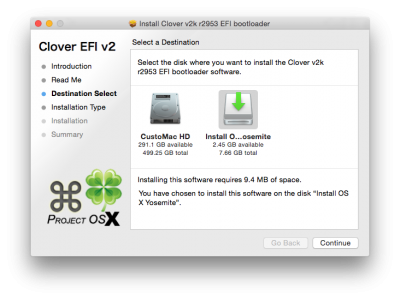 Install Clover v2k r2953 EFI bootloader
Clover EFI v2
Select a Destination
Introduction
Read Me
Destination Select
Installation Type
Installation
Summary
Select the disk where you want to install the Clover v2k
r2953 EFI bootloader software.
CustoMac HD
291.1 GB available
499.25 GB total
Install O...osemite
2.45 GB available
7.66 GB total
Installing this software requires 9.4 MB of space.
You have chosen to install this software on the disk "Install OS
X Yosemite".
PROJECT OSX
Go Back
Continue